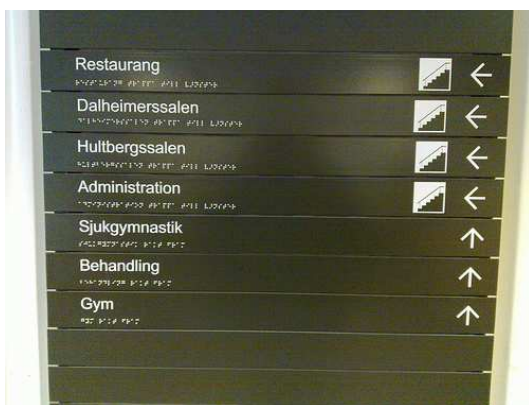 Restaurang
Dalheimerssalen
Hultbergssalen
Administration
Sjukgymnastik
Behandling
Gym